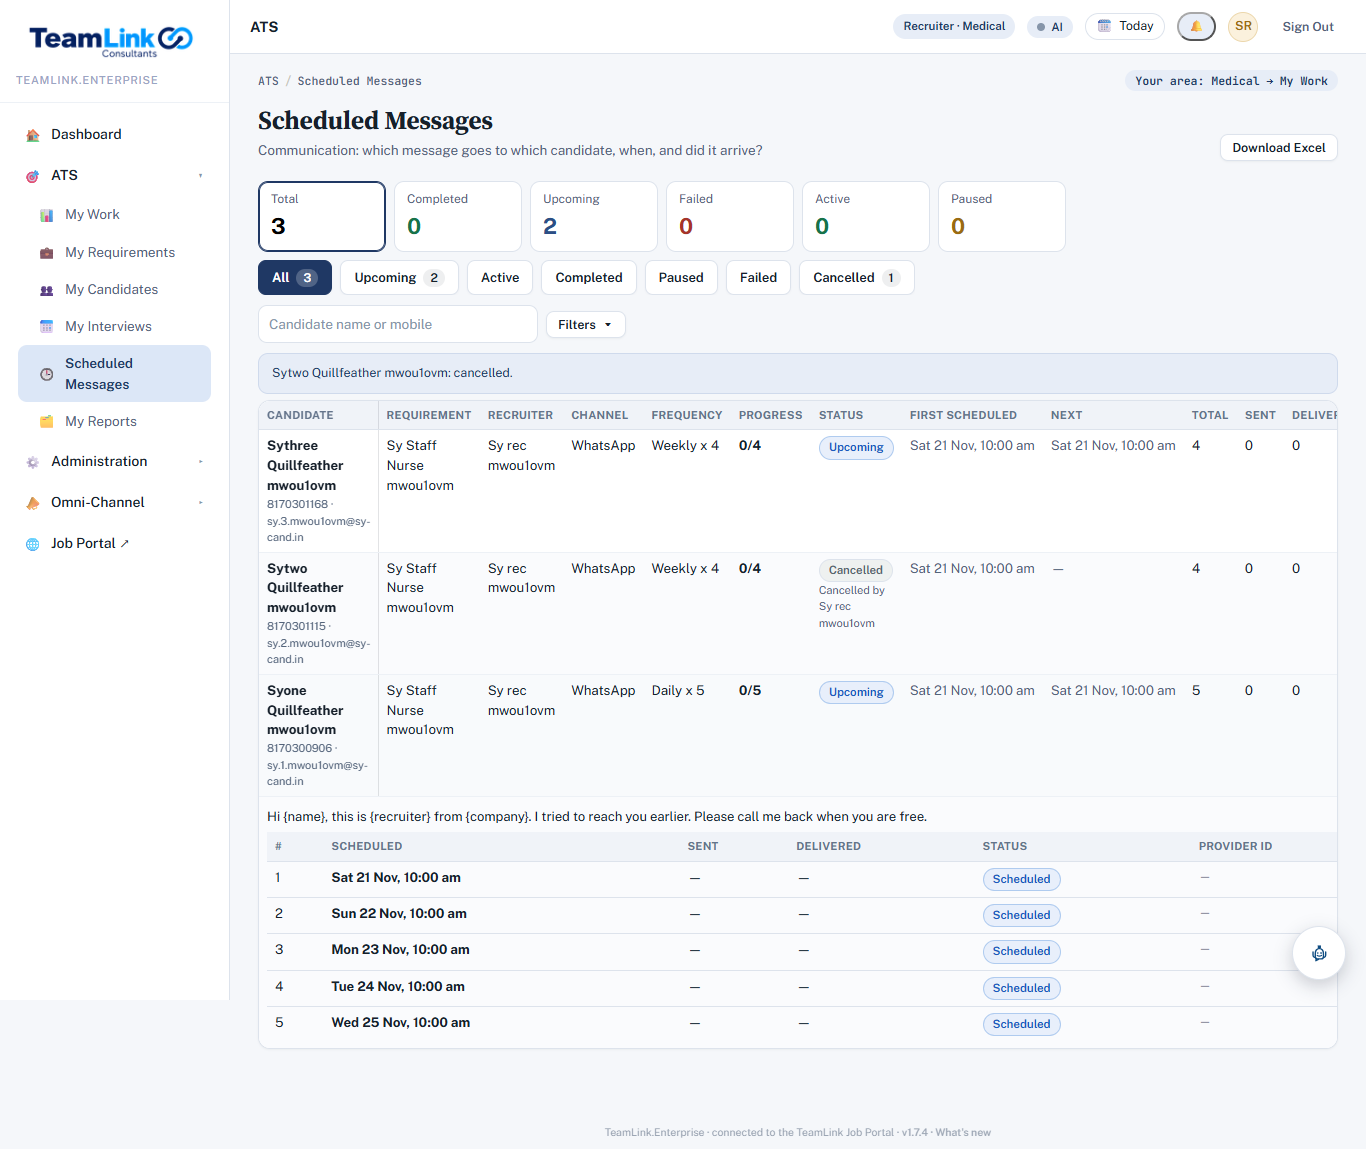 TeamLink
Consultants
TEAMLINK.ENTERPRISE
Dashboard
ATS
My Work
My Requirements
My Candidates
My Interviews
Scheduled
Messages
My Reports
Administration
Omni-Channel
Job Portal ↗
ATS
Recruiter · Medical
AI
Today
SR
Sign Out
ATS / Scheduled Messages
Your area: Medical → My Work
Scheduled Messages
Communication: which message goes to which candidate, when, and did it arrive?
Download Excel
Total
3
Completed
0
Upcoming
2
Failed
0
Active
0
Paused
0
All 3
Upcoming 2
Active
Completed
Paused
Failed
Cancelled 1
Candidate name or mobile
Filters
Sytwo Quillfeather mwou1ovm: cancelled.
CANDIDATE REQUIREMENT RECRUITER CHANNEL FREQUENCY PROGRESS STATUS FIRST SCHEDULED NEXT TOTAL SENT DELIVER
Sythree
Quillfeather
mwou1ovm
8170301168 ·
sy.3.mwou1ovm@sy-
cand.in
Sy Staff
Nurse
mwou1ovm
Sy rec
mwou1ovm
WhatsApp
Weekly x 4
0/4
Upcoming
Sat 21 Nov, 10:00 am
Sat 21 Nov, 10:00 am
4
0
0
Sytwo
Quillfeather
mwou1ovm
8170301115 ·
sy.2.mwou1ovm@sy-
cand.in
Sy Staff
Nurse
mwou1ovm
Sy rec
mwou1ovm
WhatsApp
Weekly x 4
0/4
Cancelled
Cancelled by
Sy rec
mwou1ovm
Sat 21 Nov, 10:00 am
—
4
0
0
Syone
Quillfeather
mwou1ovm
8170300906 ·
sy.1.mwou1ovm@sy-
cand.in
Sy Staff
Nurse
mwou1ovm
Sy rec
mwou1ovm
WhatsApp
Daily x 5
0/5
Upcoming
Sat 21 Nov, 10:00 am
Sat 21 Nov, 10:00 am
5
0
0
Hi {name}, this is {recruiter} from {company}. I tried to reach you earlier. Please call me back when you are free.
# SCHEDULED SENT DELIVERED STATUS PROVIDER ID
1 Sat 21 Nov, 10:00 am — — Scheduled —
2 Sun 22 Nov, 10:00 am — — Scheduled —
3 Mon 23 Nov, 10:00 am — — Scheduled —
4 Tue 24 Nov, 10:00 am — — Scheduled —
5 Wed 25 Nov, 10:00 am — — Scheduled —
TeamLink.Enterprise · connected to the TeamLink Job Portal · v1.7.4 · What's new